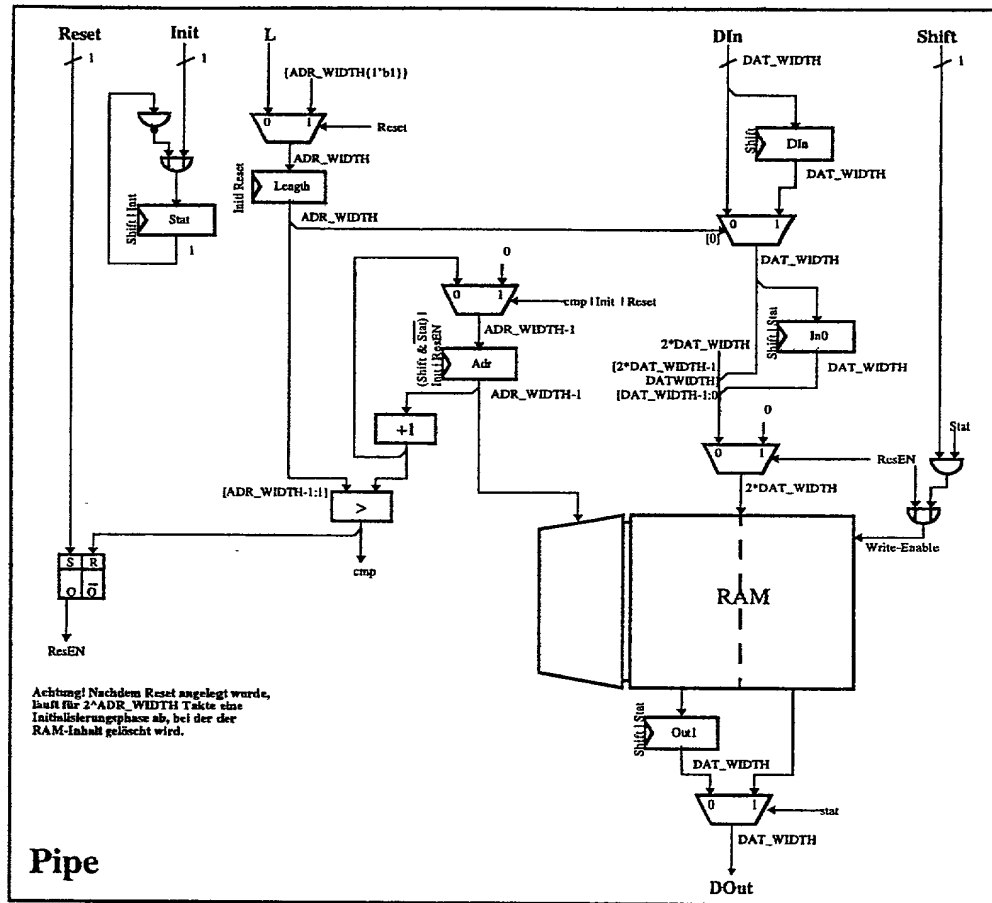 Reset
Init
L
DIn
Shift
1
1
DAT_WIDTH
1
{ADR_WIDTH{1'b1}}
0
1
Reset
Shift
DIn
ADR_WIDTH
DAT_WIDTH
Init| Reset
Length
Shift | Init
Stat
ADR_WIDTH
0
1
[0]
1
DAT_WIDTH
0
0
1
cmp | Init | Reset
ADR_WIDTH-1
Shift | Stat
In0
2*DAT_WIDTH
(Shift & Stat) |
Init | ResEN
Adr
[2*DAT_WIDTH-1
DATWIDTH]
DAT_WIDTH
ADR_WIDTH-1
[DAT_WIDTH-1:0]
0
Stat
+1
0
1
ResEN
[ADR_WIDTH-1:1]
2*DAT_WIDTH
>
Write-Enable
S
R
cmp
Q
Q
RAM
ResEN
Achtung! Nachdem Reset angelegt wurde,
läuft für 2^ADR_WIDTH Takte eine
Initialisierungsphase ab, bei der der
RAM-Inhalt gelöscht wird.
Shift | Stat
Out1
DAT_WIDTH
0
1
stat
DAT_WIDTH
Pipe
DOut